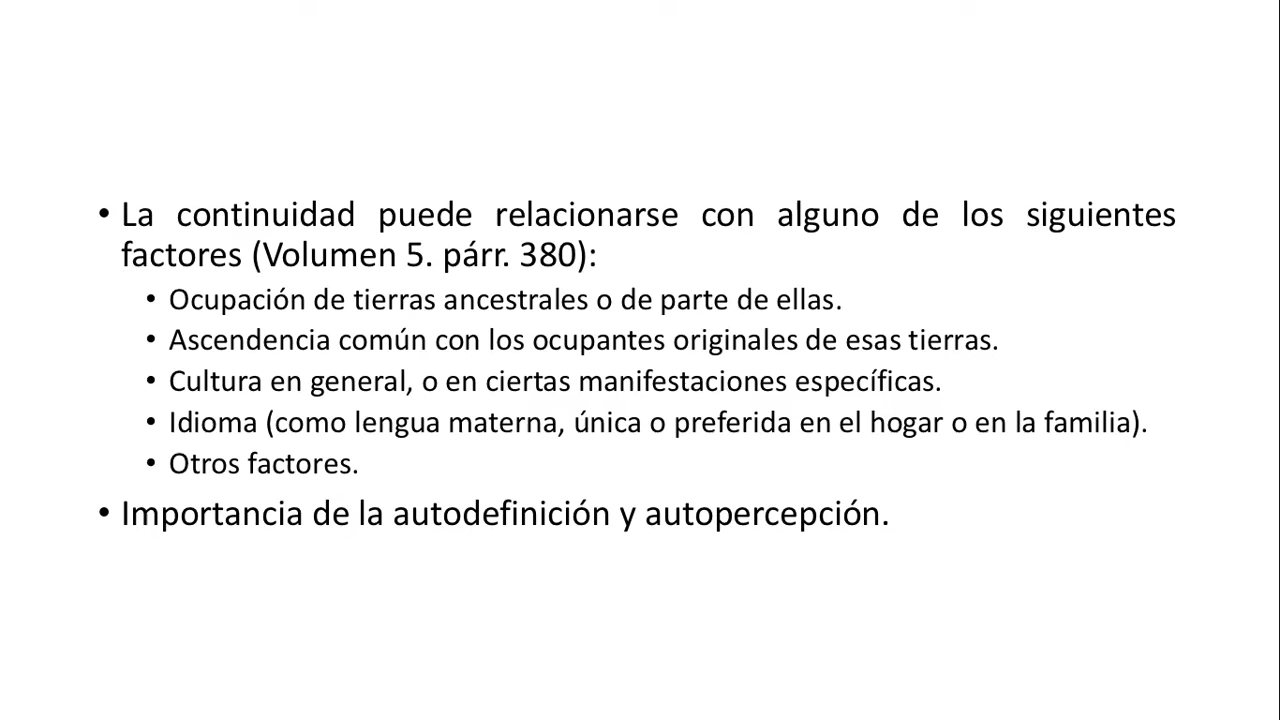 • La continuidad puede relacionarse con alguno de los siguientes
factores (Volumen 5. párr. 380):
• Ocupación de tierras ancestrales o de parte de ellas.
• Ascendencia común con los ocupantes originales de esas tierras.
• Cultura en general, o en ciertas manifestaciones específicas.
• Idioma (como lengua materna, única o preferida en el hogar o en la familia).
• Otros factores.
• Importancia de la autodefinición y autopercepción.